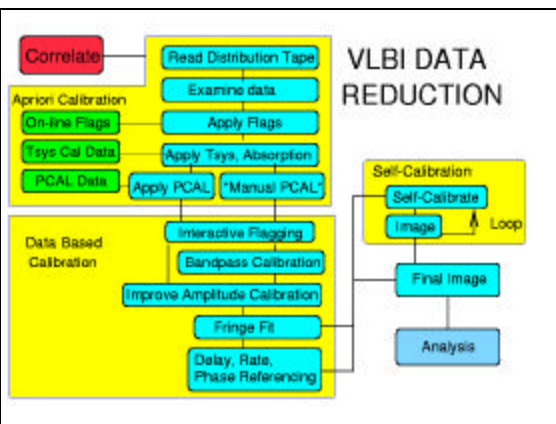 VLBI DATA
REDUCTION
Correlate
Read Distribution Tape
Examine data
Apriori Calibration
On-line Flags
Apply Flags
Tsys Cal Data
Apply Tsys, Absorption
PCAL Data
Apply PCAL
"Manual PCAL"
Data Based
Calibration
Interactive Flagging
Bandpass Calibration
Improve Amplitude Calibration
Fringe Fit
Delay, Rate,
Phase Referencing
Self-Calibration
Self-Calibrate
Image
Loop
Final Image
Analysis